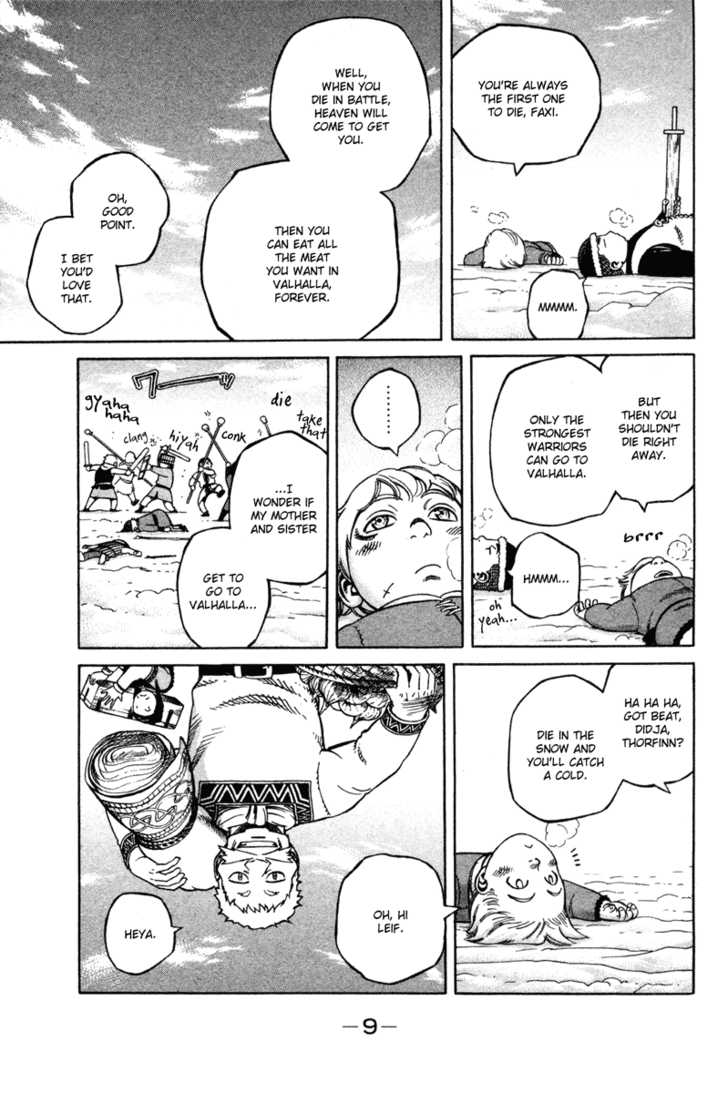 YOU'RE ALWAYS
THE FIRST ONE
TO DIE, FAXI.
MMMM.
WELL,
WHEN YOU
DIE IN BATTLE,
HEAVEN WILL
COME TO GET
YOU.
THEN YOU
CAN EAT ALL
THE MEAT
YOU WANT IN
VALHALLA,
FOREVER.
OH,
GOOD
POINT.
I BET
YOU'D
LOVE
THAT.
BUT
THEN YOU
SHOULDN'T
DIE RIGHT
AWAY.
ONLY THE
STRONGEST
WARRIORS
CAN GO TO
VALHALLA.
brrr
HMMM...
oh
yeah...
.........
ワーーッ
gyaha
haha
clang
hiyah
conk
die
take
that
...I
WONDER IF
MY MOTHER
AND SISTER
GET TO
GO TO
VALHALLA...
HA HA HA,
GOT BEAT,
DIDJA,
THORFINN?
DIE IN THE
SNOW AND
YOU'LL CATCH
A COLD.
OH, HI
LEIF.
HEYA.
—9—